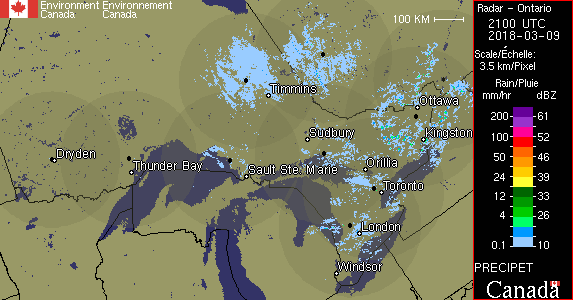 Environment Environnement
Canada Canada
100 KM
Timmins
Ottawa
Sudbury
Kingston
Dryden
Thunder Bay
Sault Ste. Marie
Orillia
Toronto
London
Windsor
Radar - Ontario
2100 UTC
2018-03-09
Scale/Échelle:
3.5 km/Pixel
Rain/Pluie
mm/hr dBZ
200 61
100 52
50 46
24 39
12 33
4 26
0.1 10
PRECIPET
Canada